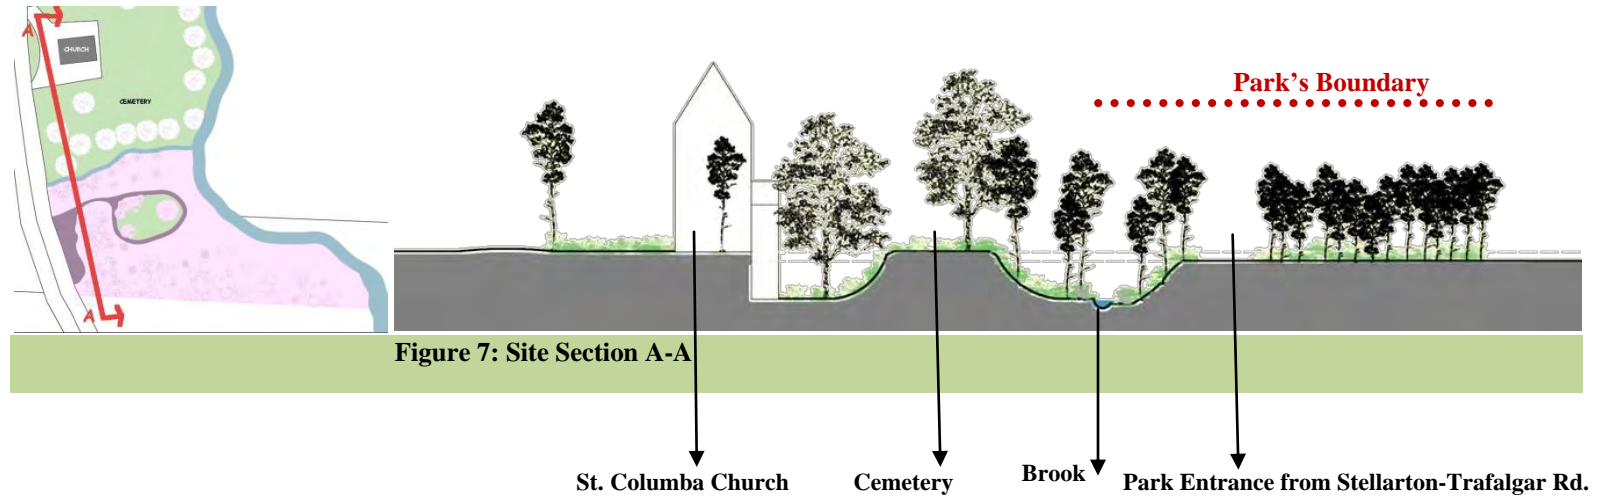 A
CHURCH
CEMETERY
A
Park's Boundary
Figure 7: Site Section A-A
St. Columba Church
Cemetery
Brook
Park Entrance from Stellarton-Trafalgar Rd.